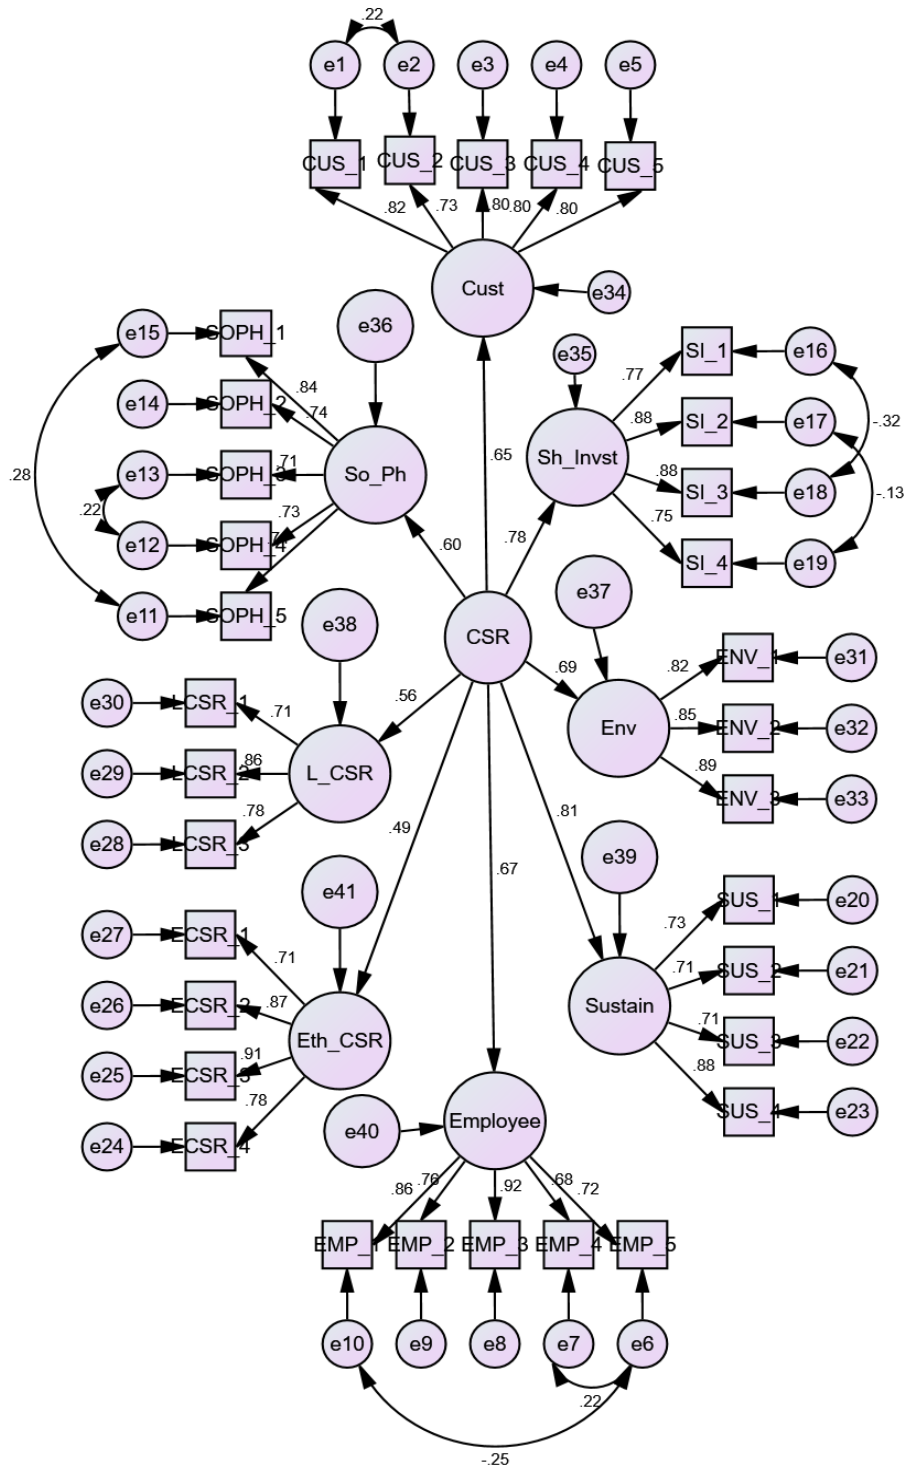 .22
e1 e2 e3 e4 e5
CUS_1 CUS_2 CUS_3 CUS_4 CUS_5
.82 .73 .80 .80 .80
Cust
e34
e36
e15
SOPH_1
e35
SI_1
e16
.84
.77
e14
SOPH_2
.74
.88
SI_2
e17
-.32
.28
e13
.71
So_Ph
.65
Sh_Invst
.88
SI_3
e18
-.13
.22
.73
.75
e12
.60
.78
SI_4
e19
e11
SOPH_5
e38
CSR
e37
.69
.82
ENV_1
e31
e30
LCSR_1
.71
.56
Env
.85
ENV_2
e32
e29
LCSR_2
.86
L_CSR
.89
ENV_3
e33
e28
LCSR_3
.78
.49
.81
e39
e41
.67
e27
ECSR_1
.71
.73
SUS_1
e20
e26
ECSR_2
.87
.71
SUS_2
e21
Eth_CSR
Sustain
e25
ECSR_3
.91
.71
SUS_3
e22
e24
ECSR_4
.78
.88
SUS_4
e23
e40
Employee
.86 .76 .92 .68 .72
EMP_1 EMP_2 EMP_3 EMP_4 EMP_5
e10 e9 e8 e7 e6
.22
-.25